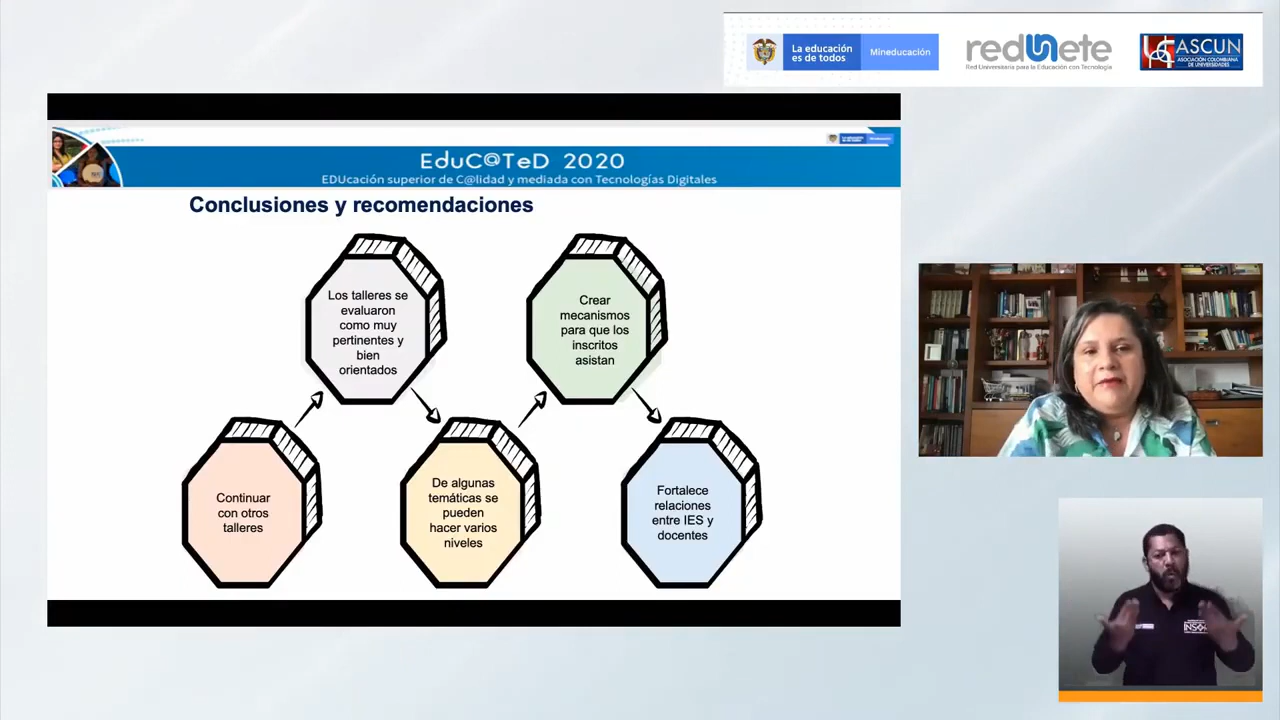 La educación
es de todos
Mineducación
redUnete
Red Universitaria para la Educación con Tecnología
ASCUN
ASOCIACIÓN COLOMBIANA
DE UNIVERSIDADES
EduC@TeD 2020
EDUcación superior de C@lidad y mediada con Tecnologías Digitales
Conclusiones y recomendaciones
Los talleres se
evaluaron
como muy
pertinentes y
bien
orientados
Crear
mecanismos
para que los
inscritos
asistan
Continuar
con otros
talleres
De algunas
temáticas se
pueden
hacer varios
niveles
Fortalece
relaciones
entre IES y
docentes
INSOR